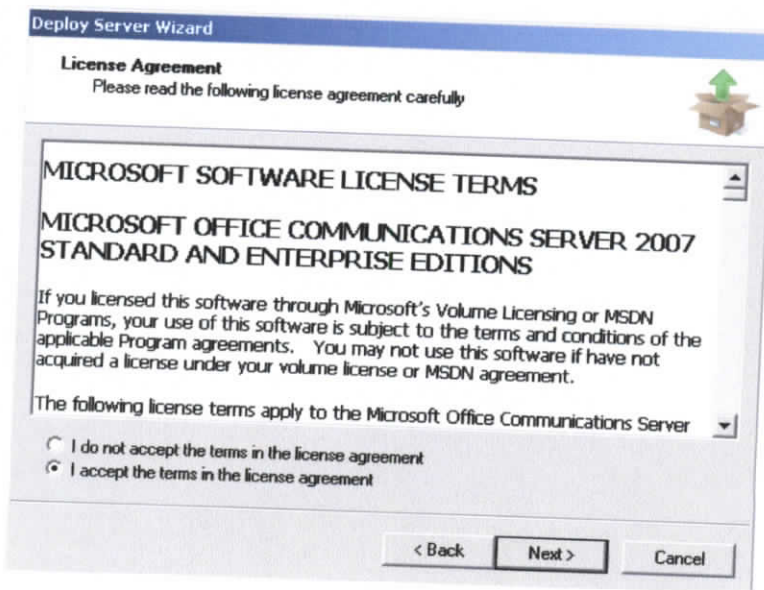 Deploy Server Wizard
License Agreement
Please read the following license agreement carefully
MICROSOFT SOFTWARE LICENSE TERMS
MICROSOFT OFFICE COMMUNICATIONS SERVER 2007
STANDARD AND ENTERPRISE EDITIONS
If you licensed this software through Microsoft's Volume Licensing or MSDN
Programs, your use of this software is subject to the terms and conditions of the
applicable Program agreements. You may not use this software if have not
acquired a license under your volume license or MSDN agreement.
The following license terms apply to the Microsoft Office Communications Server
I do not accept the terms in the license agreement
I accept the terms in the license agreement
< Back
Next >
Cancel